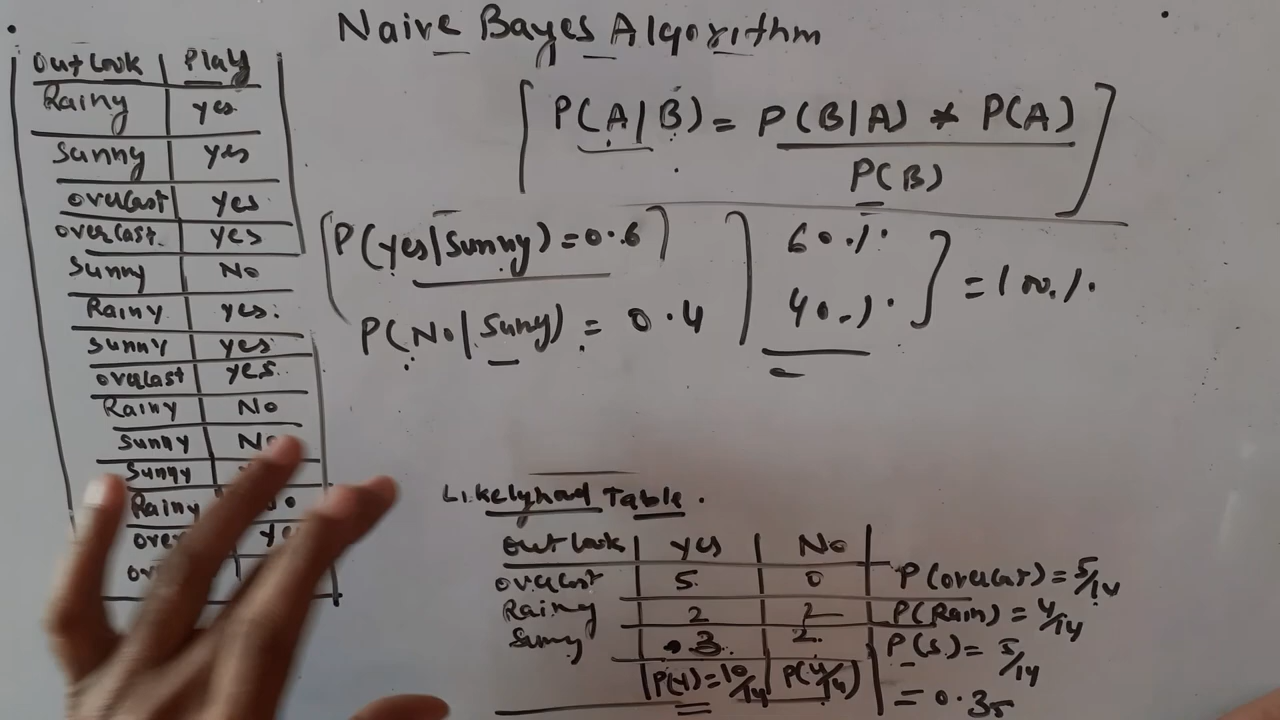 Naive Bayes Algorithm
Outlook Play
Rainy yes
Sunny yes
overcast yes
overcast yes
Sunny No
Rainy yes
Sunny yes
overcast yes
Rainy No
Sunny No
Sunny
Rainy
P(A|B) = P(B|A) * P(A)
P(B)
P(yes|Sunny) = 0.6
P(No|Suny) = 0.4
60%
40%
= 100%
Likelyhood Table.
Outlook yes No
overcast 5 0
Rainy 2 2
Sunny 3 2
P(Y) = 10/14 P(4/14)
P(overcast) = 5/14
P(Rain) = 4/14
P(S) = 5/14
= 0.35